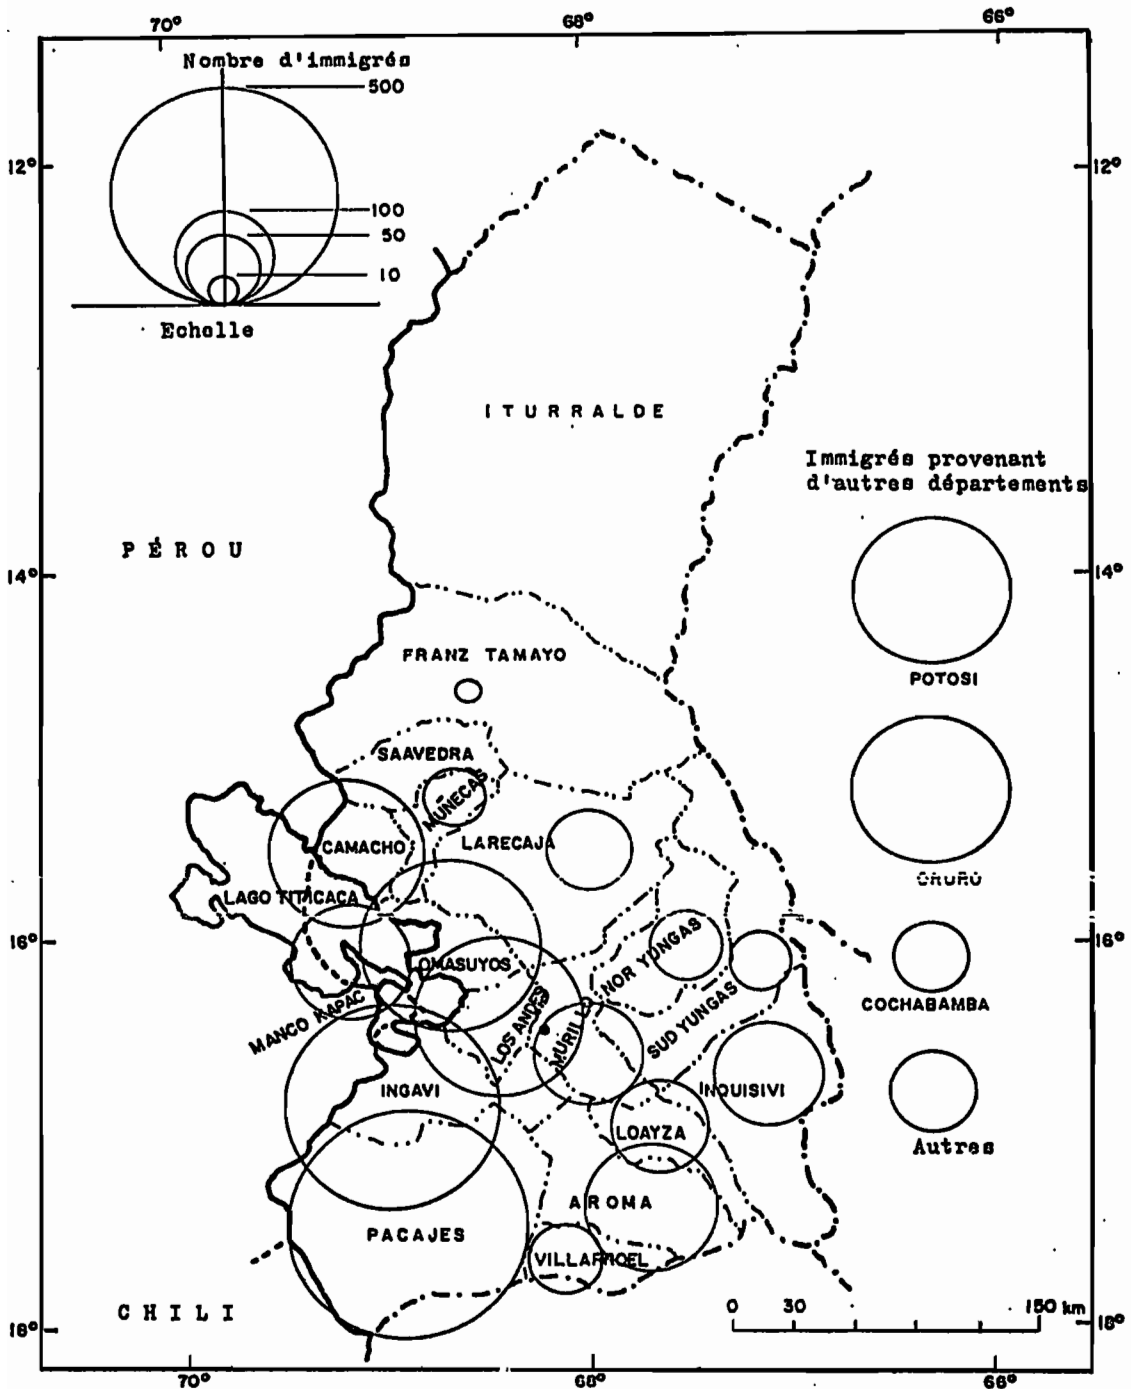 70°
68°
66°
Nombre d'immigrés
500
12°
12°
100
50
10
Echelle
ITURRALDE
Immigrés provenant
d'autres départements
PÉROU
14°
14°
FRANZ TAMAYO
POTOSI
SAAVEDRA
MUÑECAS
CAMACHO
LARECAJA
ORURO
LAGO TITICACA
16°
16°
OMASUYOS
NOR YUNGAS
COCHABAMBA
MANCO KAPAC
LOS ANDES
MURILLO
SUD YUNGAS
INGAVI
INQUISIVI
LOAYZA
Autres
AROMA
PACAJES
VILLARROEL
CHILI
0 30 150 km
18°
18°
70°
68°
66°